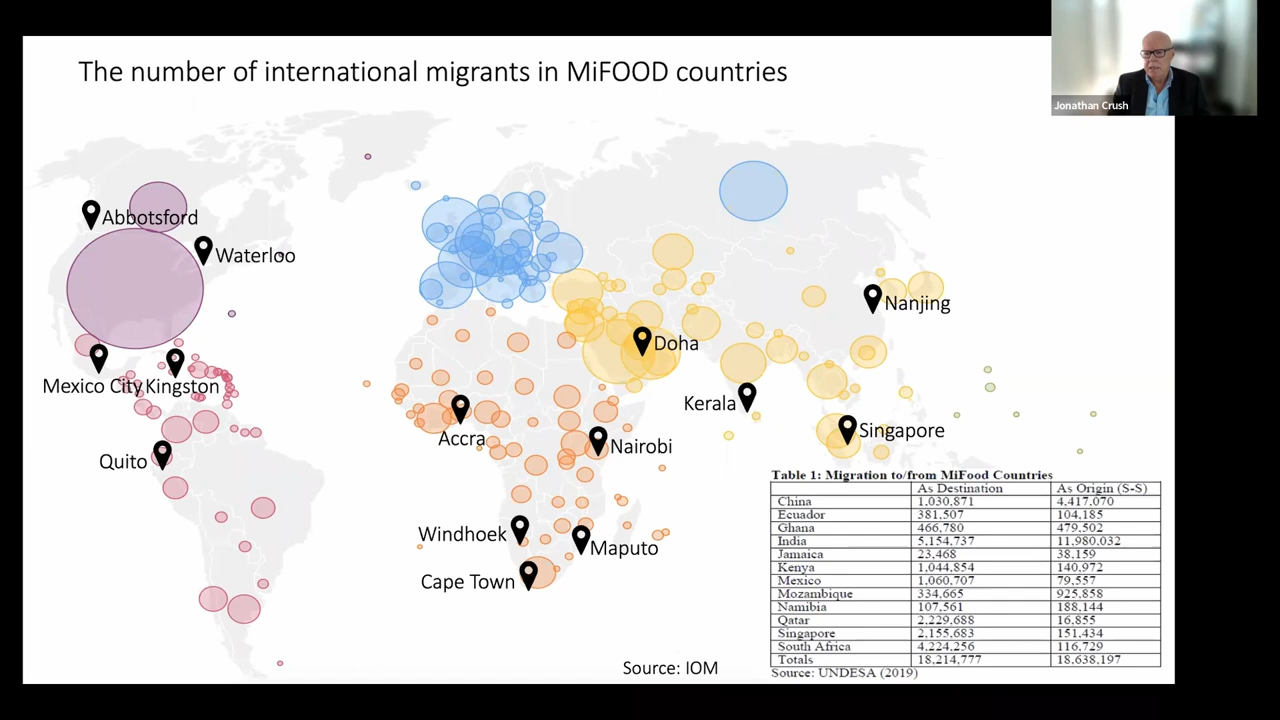 The number of international migrants in MiFOOD countries
Jonathan Crush
Abbotsford
Waterloo
Nanjing
Doha
Mexico City
Kingston
Kerala
Accra
Singapore
Nairobi
Quito
Windhoek
Maputo
Cape Town
Source: IOM
Table 1: Migration to/from MiFood Countries
As Destination As Origin (S-S)
China 1,030,871 4,417,070
Ecuador 381,507 104,185
Ghana 466,780 479,502
India 5,154,737 11,980,032
Jamaica 23,468 38,159
Kenya 1,044,854 140,972
Mexico 1,060,707 79,557
Mozambique 334,665 925,858
Namibia 107,561 188,144
Qatar 2,229,688 16,855
Singapore 2,155,683 151,434
South Africa 4,224,256 116,729
Totals 18,214,777 18,638,197
Source: UNDESA (2019)